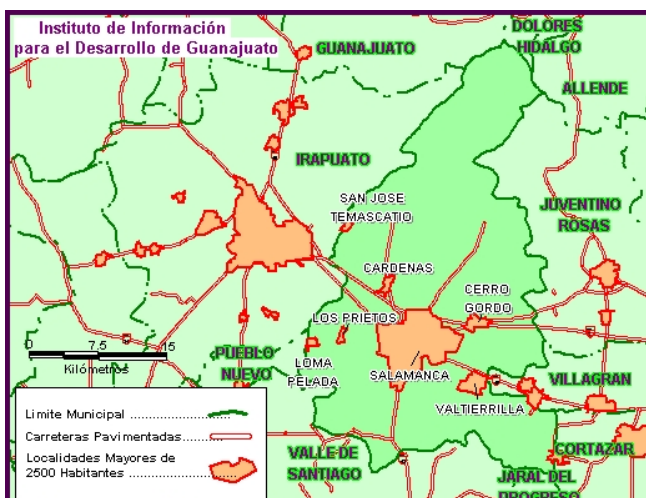 Instituto de Información
para el Desarrollo de Guanajuato
GUANAJUATO
DOLORES
HIDALGO
ALLENDE
IRAPUATO
SAN JOSE
TEMASCATIO
JUVENTINO
ROSAS
CARDENAS
CERRO
GORDO
LOS PRIETOS
0 7.5 15
Kilómetros
PUEBLO
NUEVO
LOMA
PELADA
SALAMANCA
VALTIERRILLA
VILLAGRAN
Limite Municipal
Carreteras Pavimentadas
Localidades Mayores de
2500 Habitantes
VALLE DE
SANTIAGO
CORTAZAR
JARAL DEL
PROGRESO